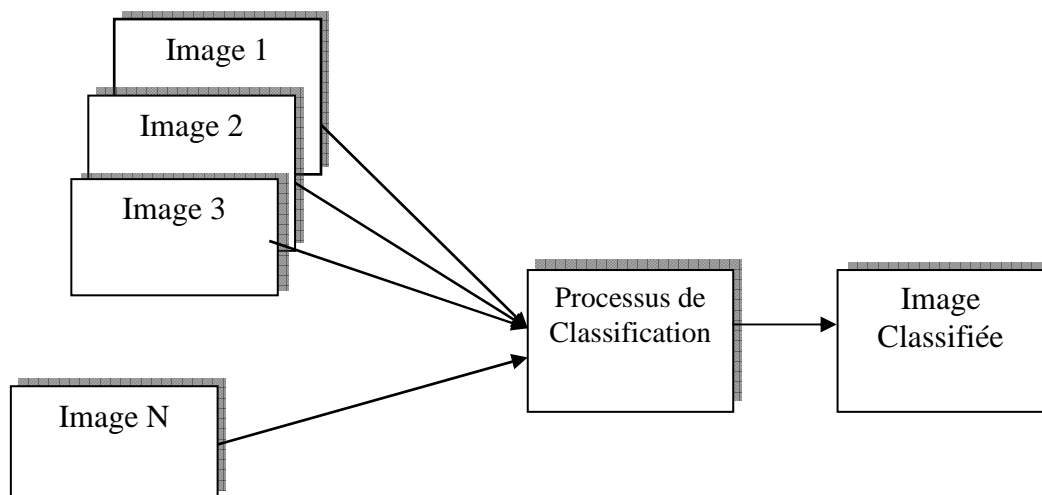 Image 1
Image 2
Image 3
Image N
Processus de
Classification
Image
Classifiée